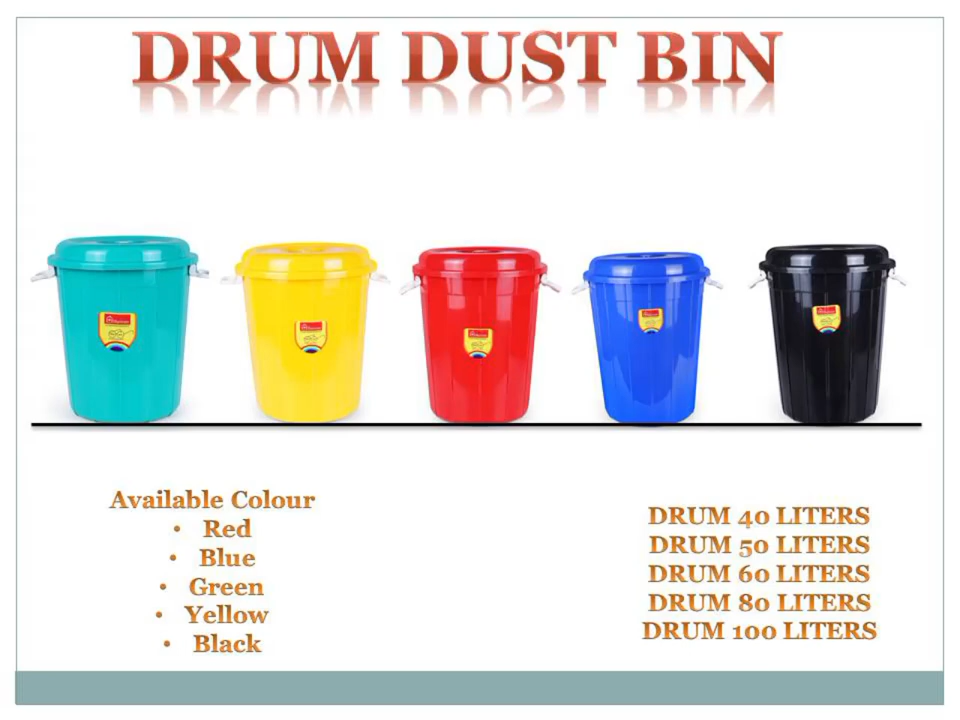 DRUM DUST BIN
Available Colour
• Red
• Blue
• Green
• Yellow
• Black
DRUM 40 LITERS
DRUM 50 LITERS
DRUM 60 LITERS
DRUM 80 LITERS
DRUM 100 LITERS